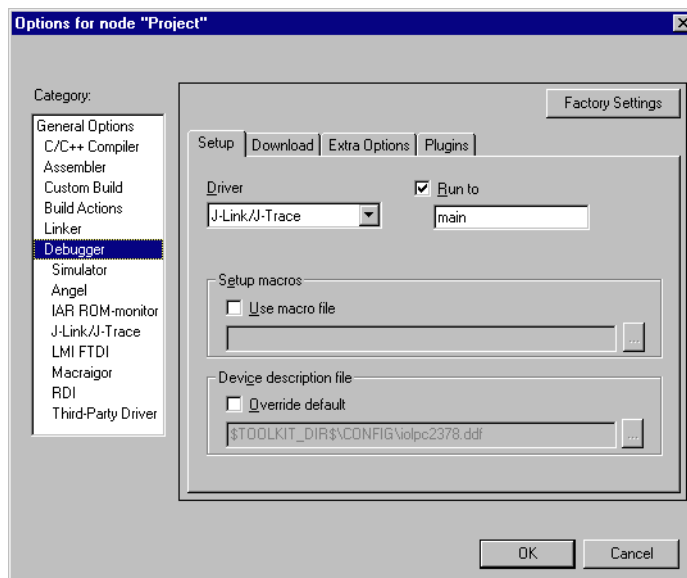 Options for node "Project"
Category:
Factory Settings
General Options
C/C++ Compiler
Assembler
Custom Build
Build Actions
Linker
Debugger
Simulator
Angel
IAR ROM-monitor
J-Link/J-Trace
LMI FTDI
Macraigor
RDI
Third-Party Driver
Setup Download Extra Options Plugins
Driver Run to
J-Link/J-Trace main
Setup macros
Use macro file
...
Device description file
Override default
$TOOLKIT_DIR$\CONFIG\iolpc2378.ddf ...
OK Cancel